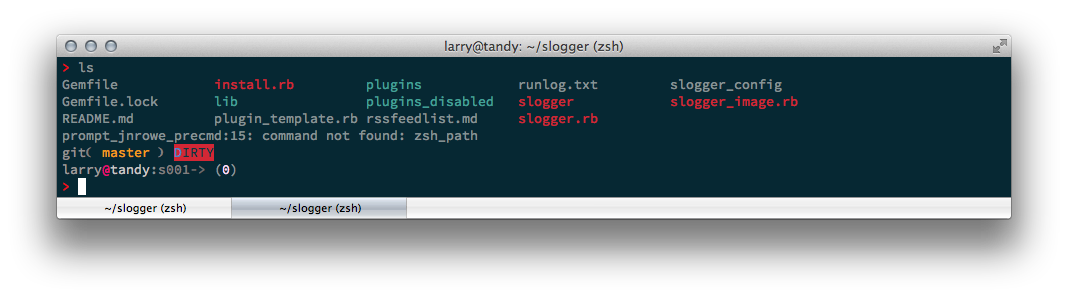 larry@tandy: ~/slogger (zsh)
> ls
Gemfile install.rb plugins runlog.txt slogger_config
Gemfile.lock lib plugins_disabled slogger slogger_image.rb
README.md plugin_template.rb rssfeedlist.md slogger.rb
prompt_jnrowe_precmd:15: command not found: zsh_path
git( master ) DIRTY
larry@tandy:s001-> (0)
>
~/slogger (zsh) ~/slogger (zsh)